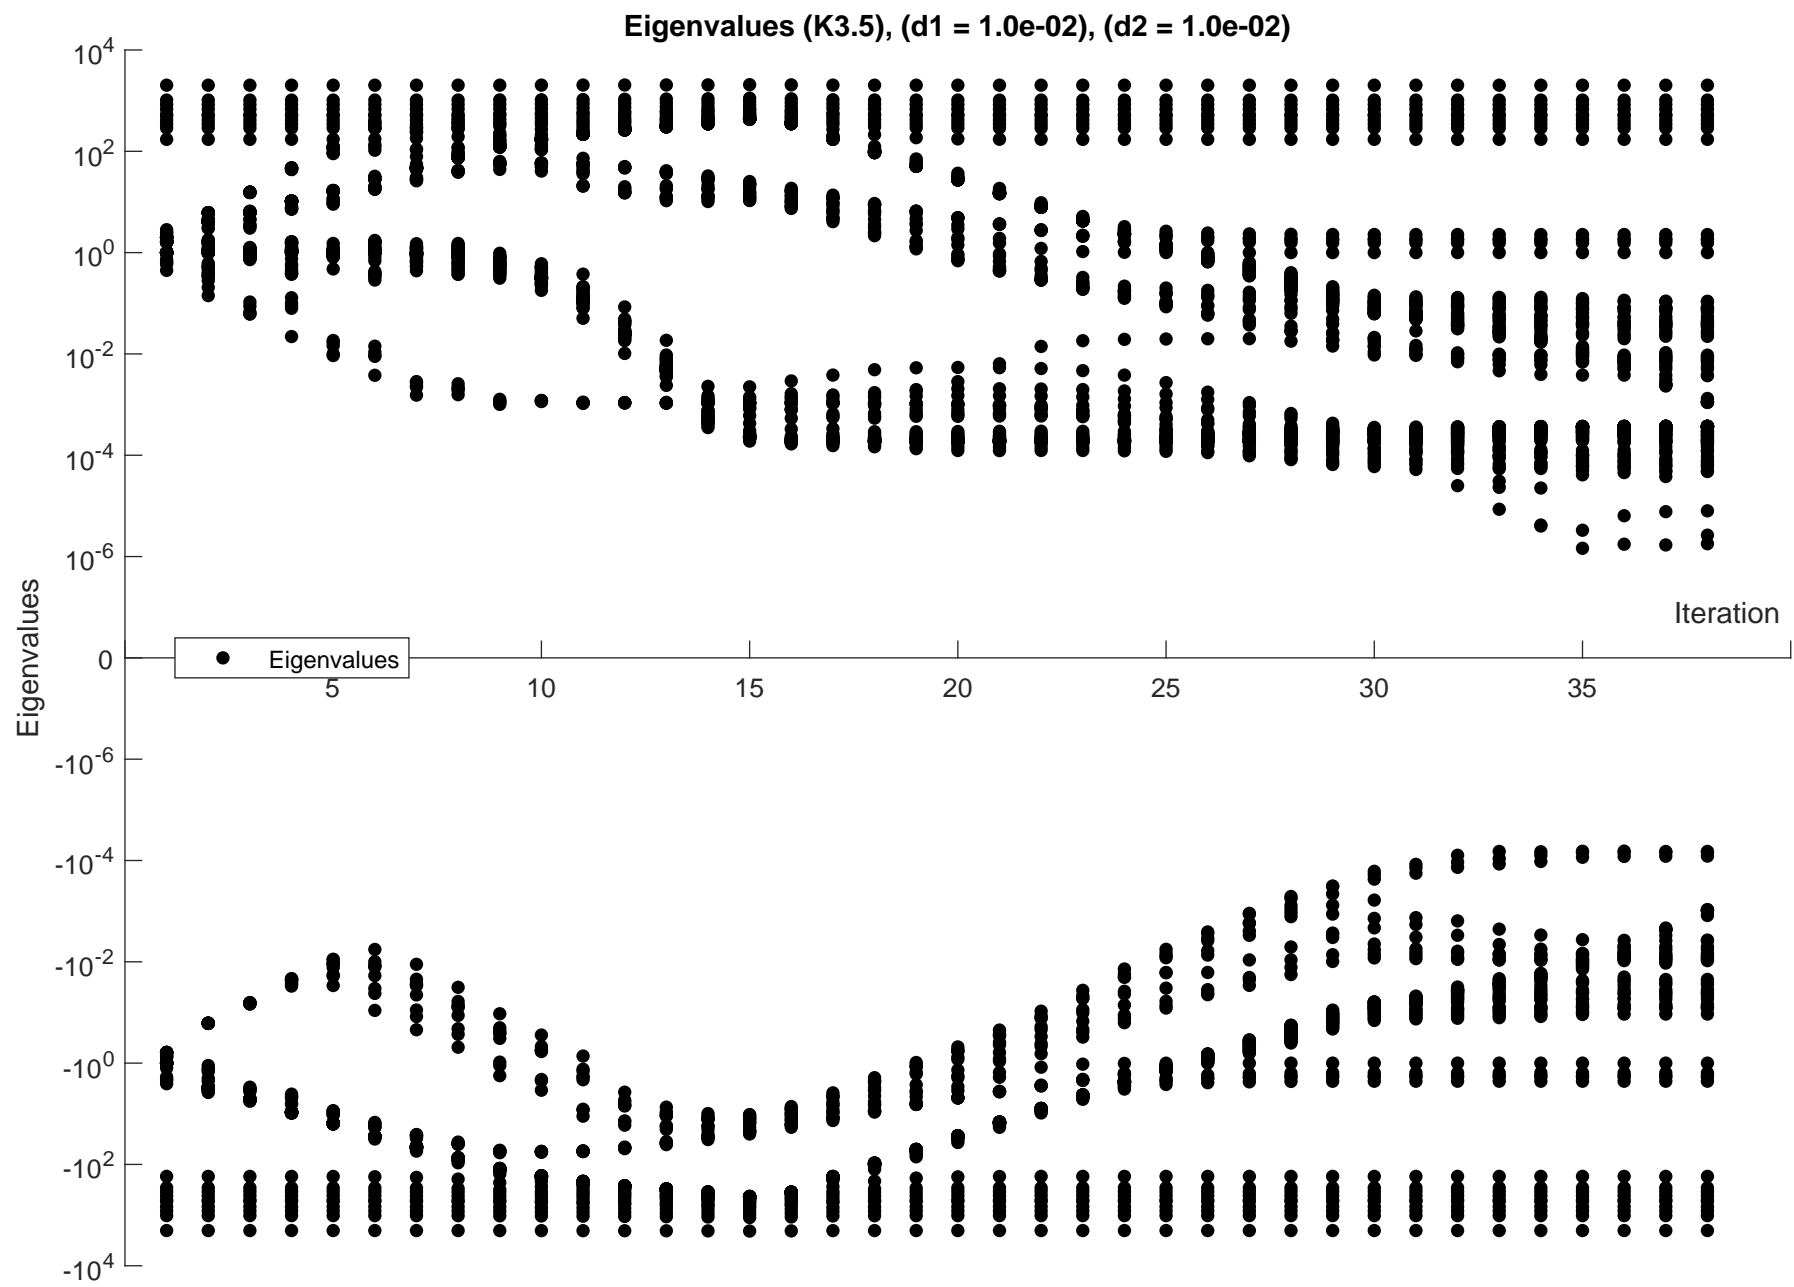 Eigenvalues (K3.5), (d1 = 1.0e-02), (d2 = 1.0e-02)
10^4
10^2
10^0
10^-2
10^-4
10^-6
0
-10^-6
-10^-4
-10^-2
-10^0
-10^2
-10^4
Eigenvalues
Iteration
Eigenvalues
5 10 15 20 25 30 35